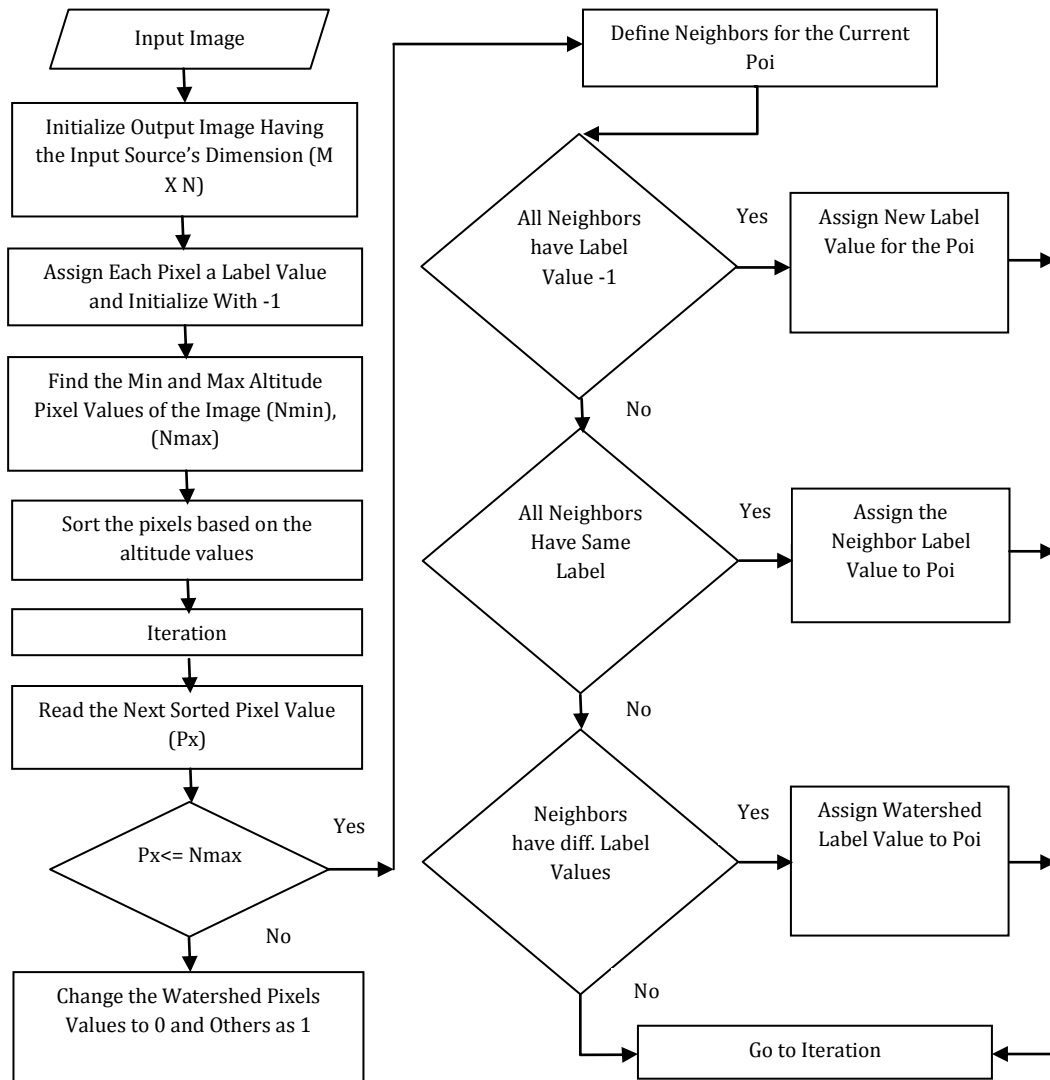 Input Image
Initialize Output Image Having
the Input Source’s Dimension (M
X N)
Assign Each Pixel a Label Value
and Initialize With -1
Find the Min and Max Altitude
Pixel Values of the Image (Nmin),
(Nmax)
Sort the pixels based on the
altitude values
Iteration
Read the Next Sorted Pixel Value
(Px)
Px<= Nmax
Yes
No
Change the Watershed Pixels
Values to 0 and Others as 1
Define Neighbors for the Current
Poi
All Neighbors
have Label
Value -1
Yes
Assign New Label
Value for the Poi
No
All Neighbors
Have Same
Label
Yes
Assign the
Neighbor Label
Value to Poi
No
Neighbors
have diff. Label
Values
Yes
Assign Watershed
Label Value to Poi
No
Go to Iteration